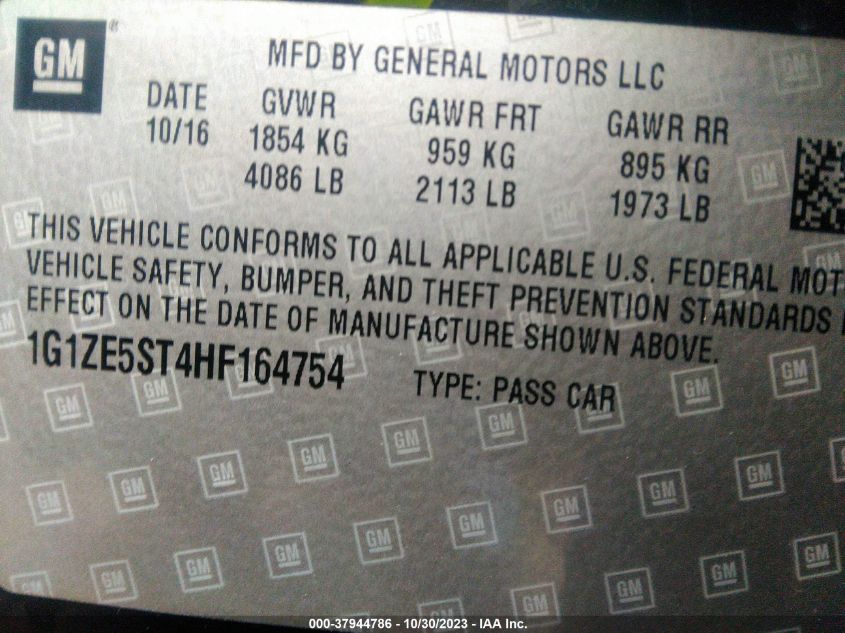 GM®
MFD BY GENERAL MOTORS LLC
DATE GVWR GAWR FRT GAWR RR
10/16 1854 KG 959 KG 895 KG
4086 LB 2113 LB 1973 LB
THIS VEHICLE CONFORMS TO ALL APPLICABLE U.S. FEDERAL MOT
VEHICLE SAFETY, BUMPER, AND THEFT PREVENTION STANDARDS
EFFECT ON THE DATE OF MANUFACTURE SHOWN ABOVE.
1G1ZE5ST4HF164754 TYPE: PASS CAR
000-37944786 - 10/30/2023 - IAA Inc.